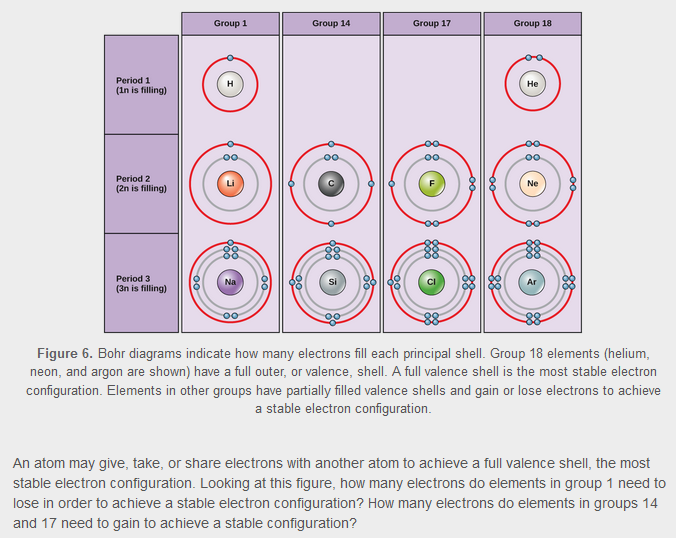 Group 1 Group 14 Group 17 Group 18
Period 1
(1n is filling)
H He
Period 2
(2n is filling)
Li C F Ne
Period 3
(3n is filling)
Na Si Cl Ar
Figure 6. Bohr diagrams indicate how many electrons fill each principal shell. Group 18 elements (helium,
neon, and argon are shown) have a full outer, or valence, shell. A full valence shell is the most stable electron
configuration. Elements in other groups have partially filled valence shells and gain or lose electrons to achieve
a stable electron configuration.
An atom may give, take, or share electrons with another atom to achieve a full valence shell, the most
stable electron configuration. Looking at this figure, how many electrons do elements in group 1 need to
lose in order to achieve a stable electron configuration? How many electrons do elements in groups 14
and 17 need to gain to achieve a stable configuration?